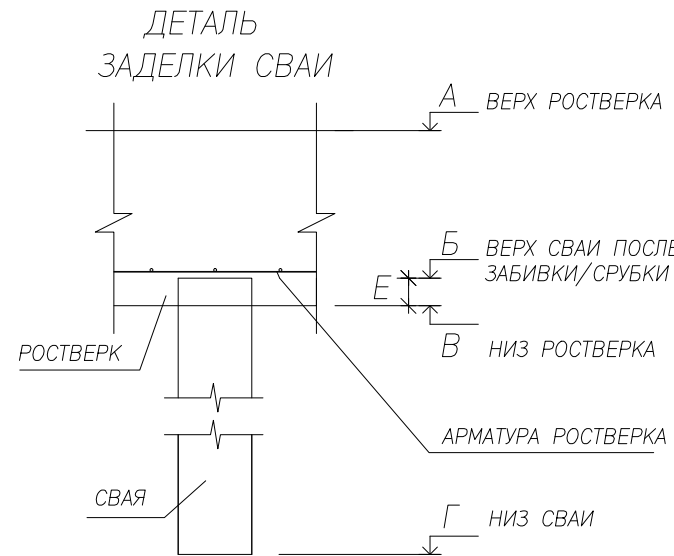 ДЕТАЛЬ
ЗАДЕЛКИ СВАИ
А ВЕРХ РОСТВЕРКА
Б ВЕРХ СВАИ ПОСЛЕ
ЗАБИВКИ/СРУБКИ
Е
В НИЗ РОСТВЕРКА
РОСТВЕРК
АРМАТУРА РОСТВЕРКА
СВАЯ
Г НИЗ СВАИ